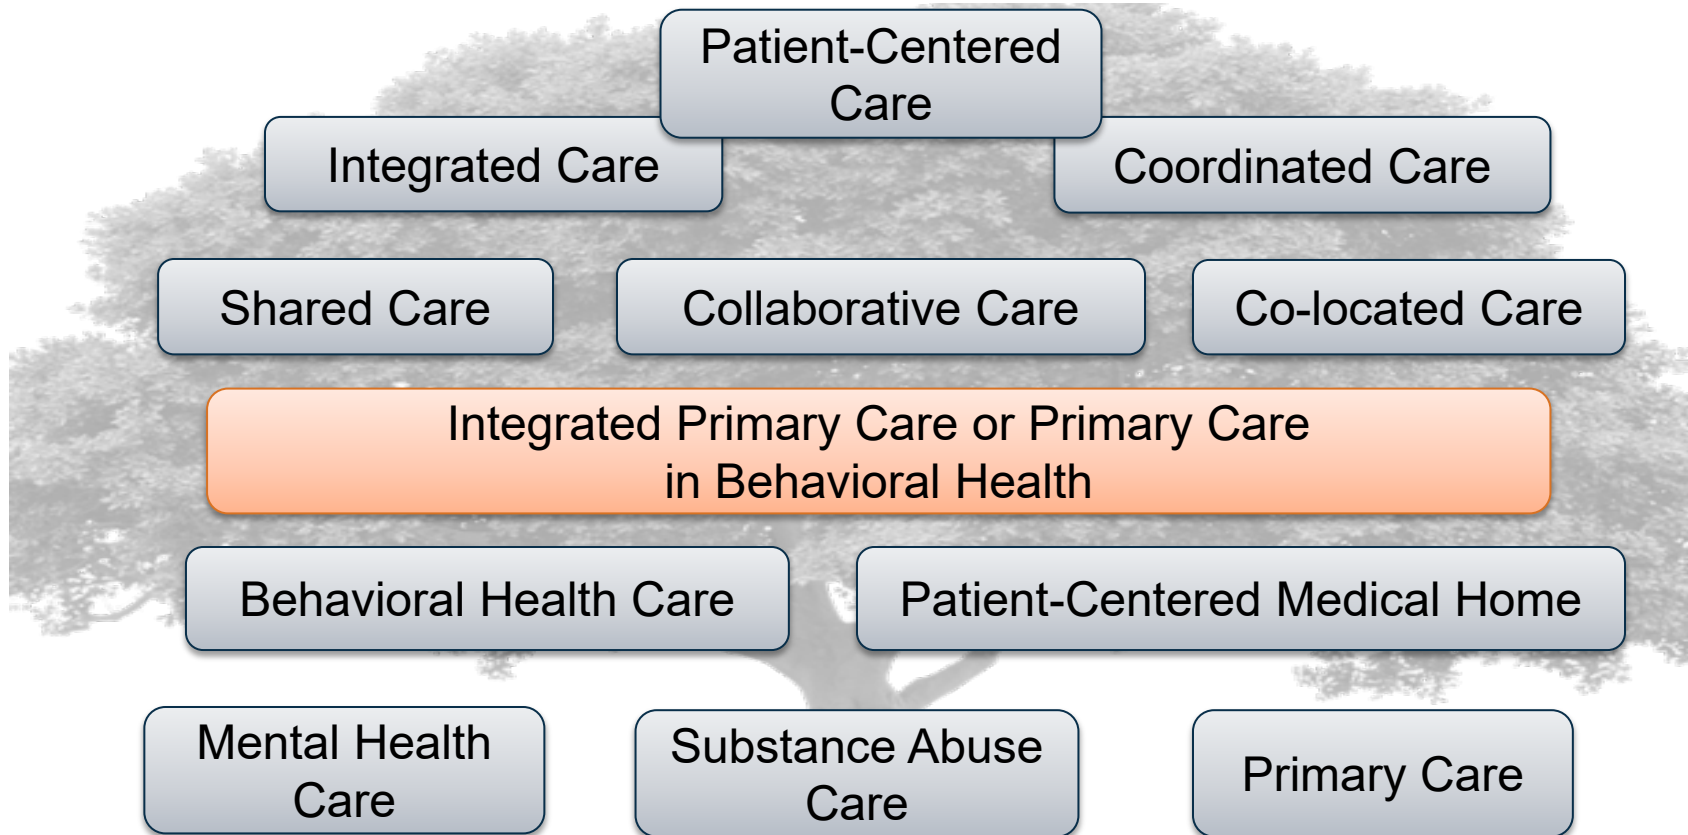 Patient-Centered
Care
Integrated Care
Coordinated Care
Shared Care
Collaborative Care
Co-located Care
Integrated Primary Care or Primary Care
in Behavioral Health
Behavioral Health Care
Patient-Centered Medical Home
Mental Health
Care
Substance Abuse
Care
Primary Care